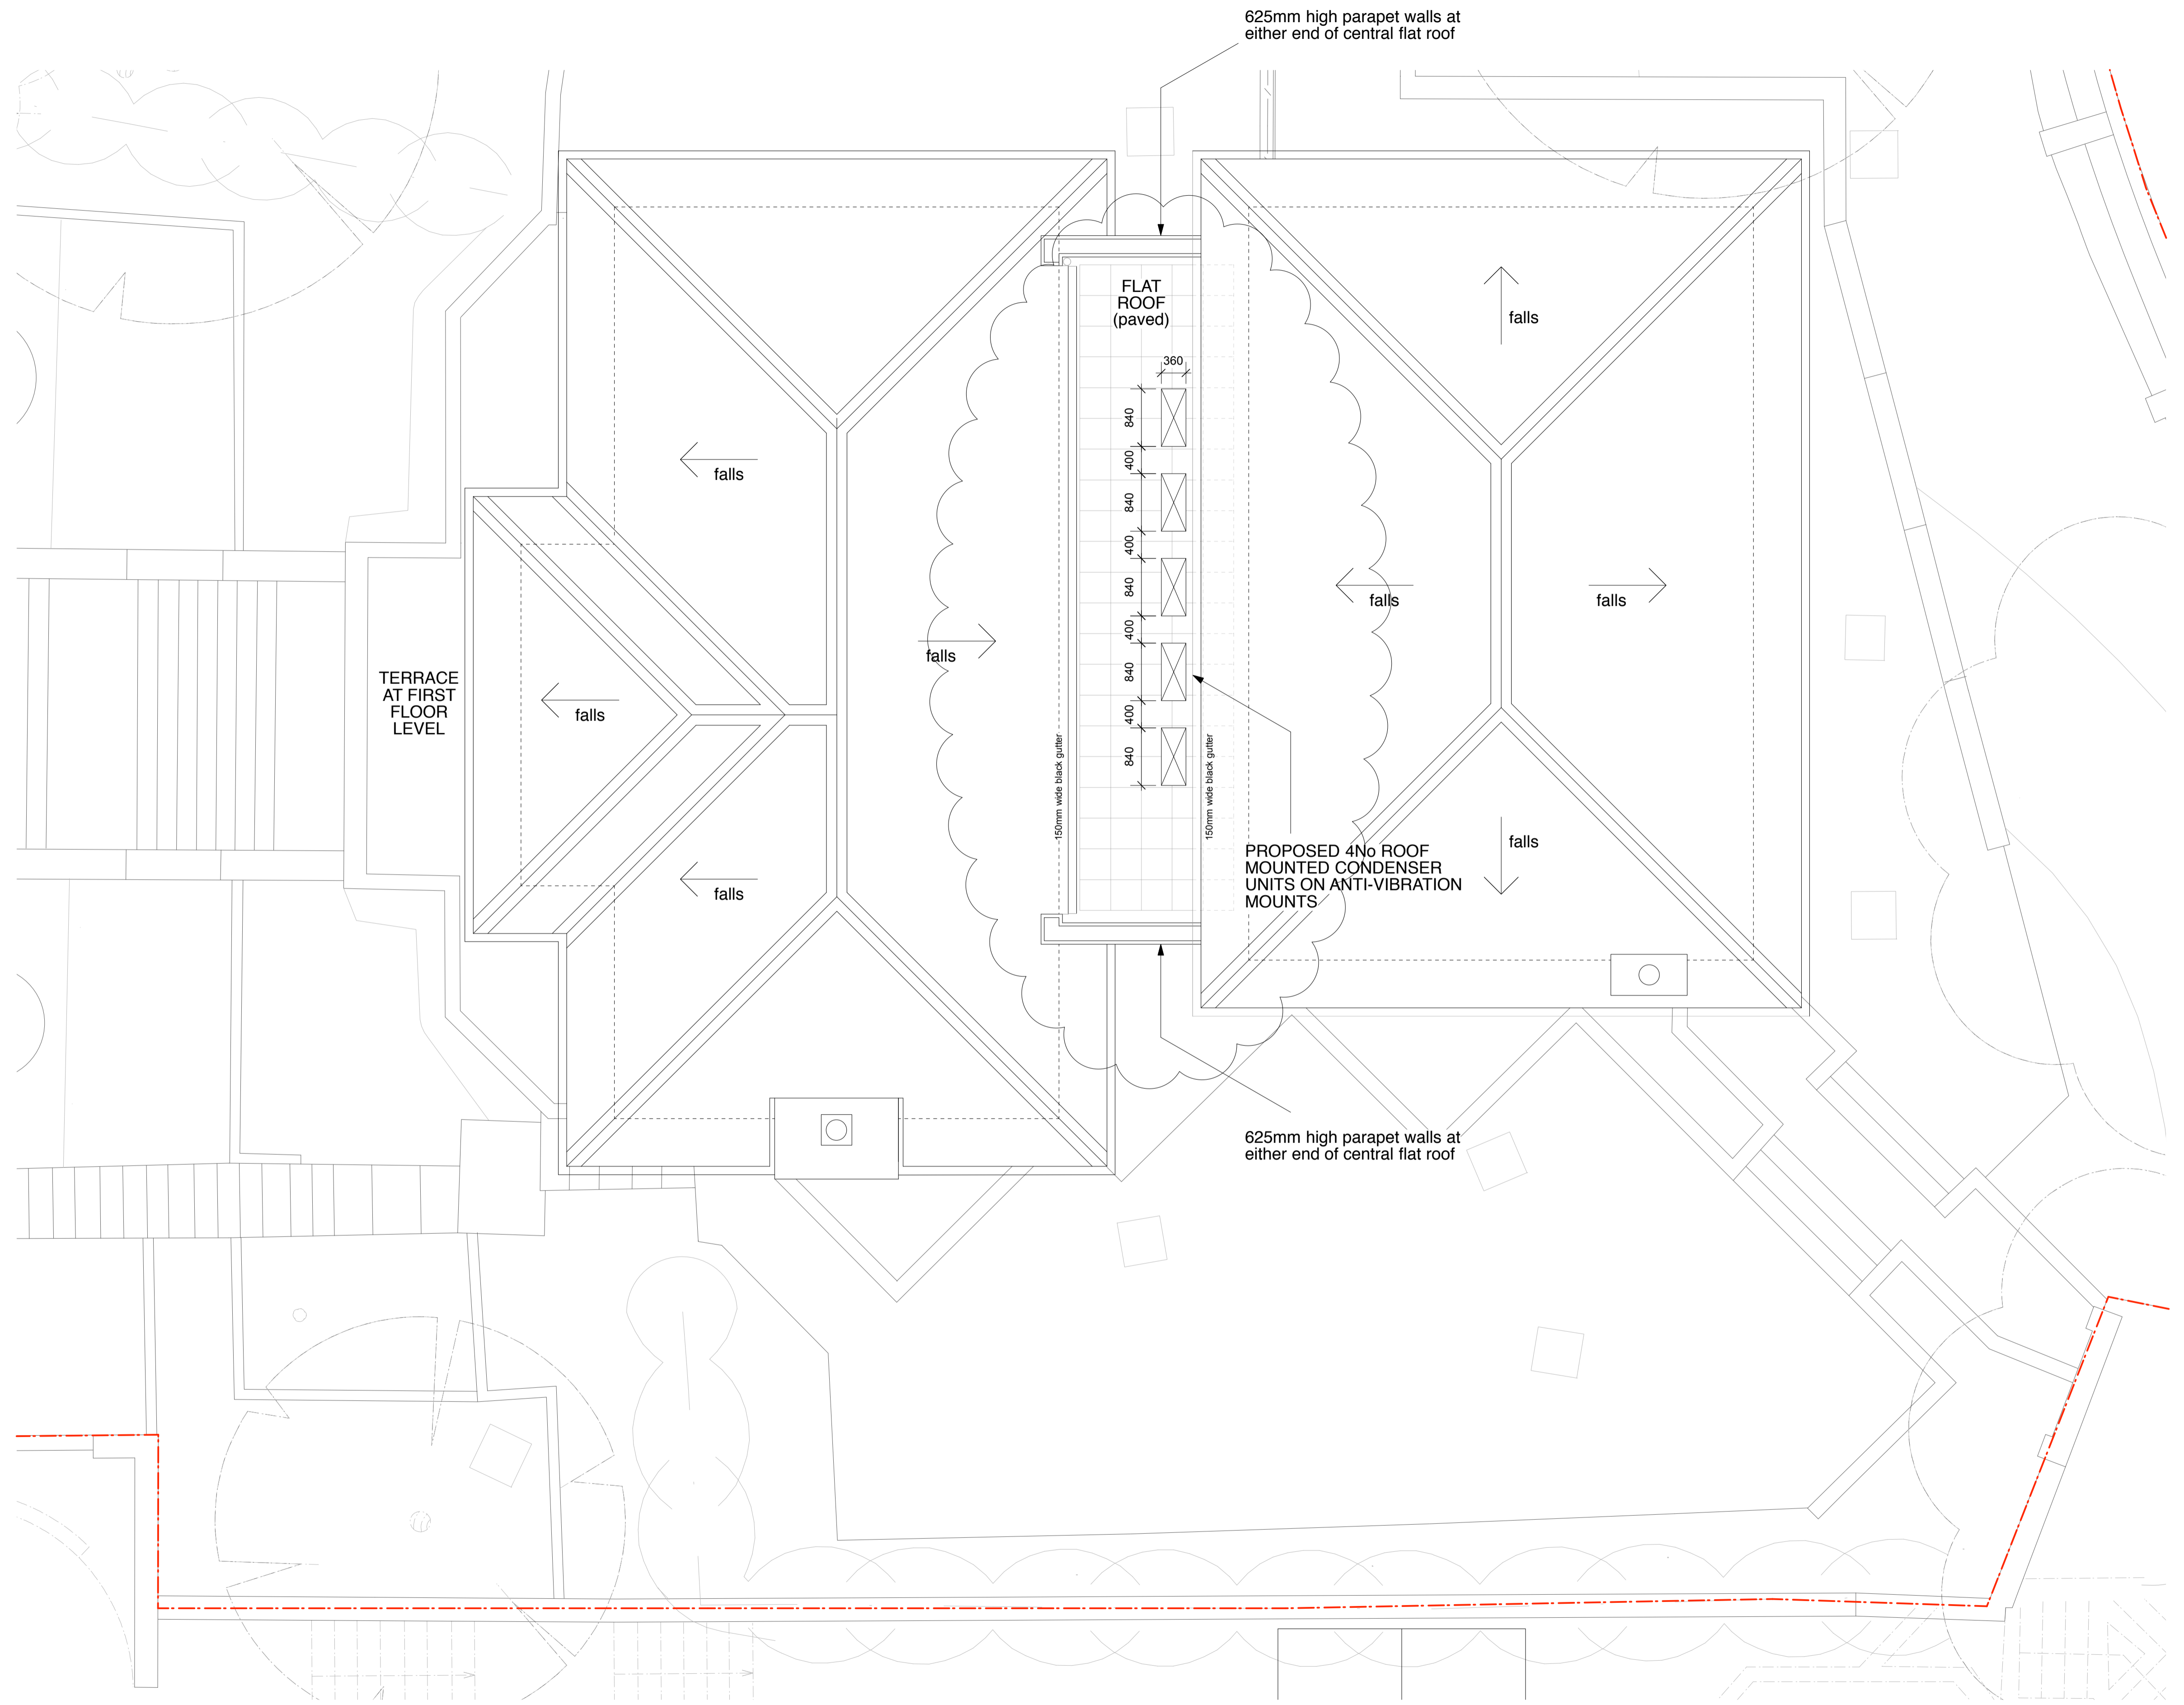 625mm high parapet walls at
either end of central flat roof
FLAT
ROOF
(paved)
falls
360
840
400
840
400
840
400
840
400
840
falls
falls
falls
falls
falls
falls
falls
falls
TERRACE
AT FIRST
FLOOR
LEVEL
150mm wide black gutter
150mm wide black gutter
PROPOSED 4No ROOF
MOUNTED CONDENSER
UNITS ON ANTI-VIBRATION
MOUNTS
625mm high parapet walls at
either end of central flat roof